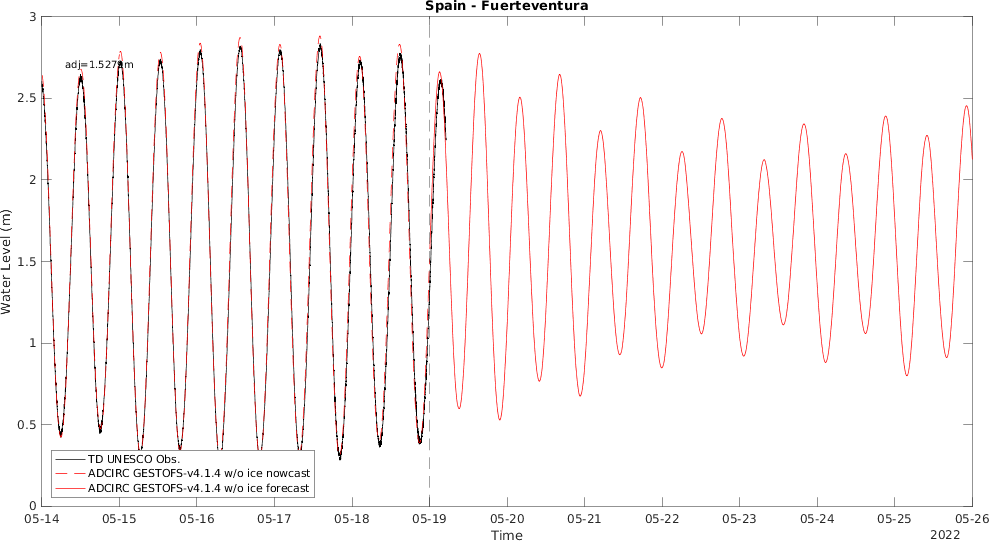 Spain - Fuerteventura
3
adj=1.5279m
2.5
2
1.5
1
0.5
0
Water Level (m)
TD UNESCO Obs.
ADCIRC GESTOFS-v4.1.4 w/o ice nowcast
ADCIRC GESTOFS-v4.1.4 w/o ice forecast
05-14 05-15 05-16 05-17 05-18 05-19 05-20 05-21 05-22 05-23 05-24 05-25 05-26
Time
2022